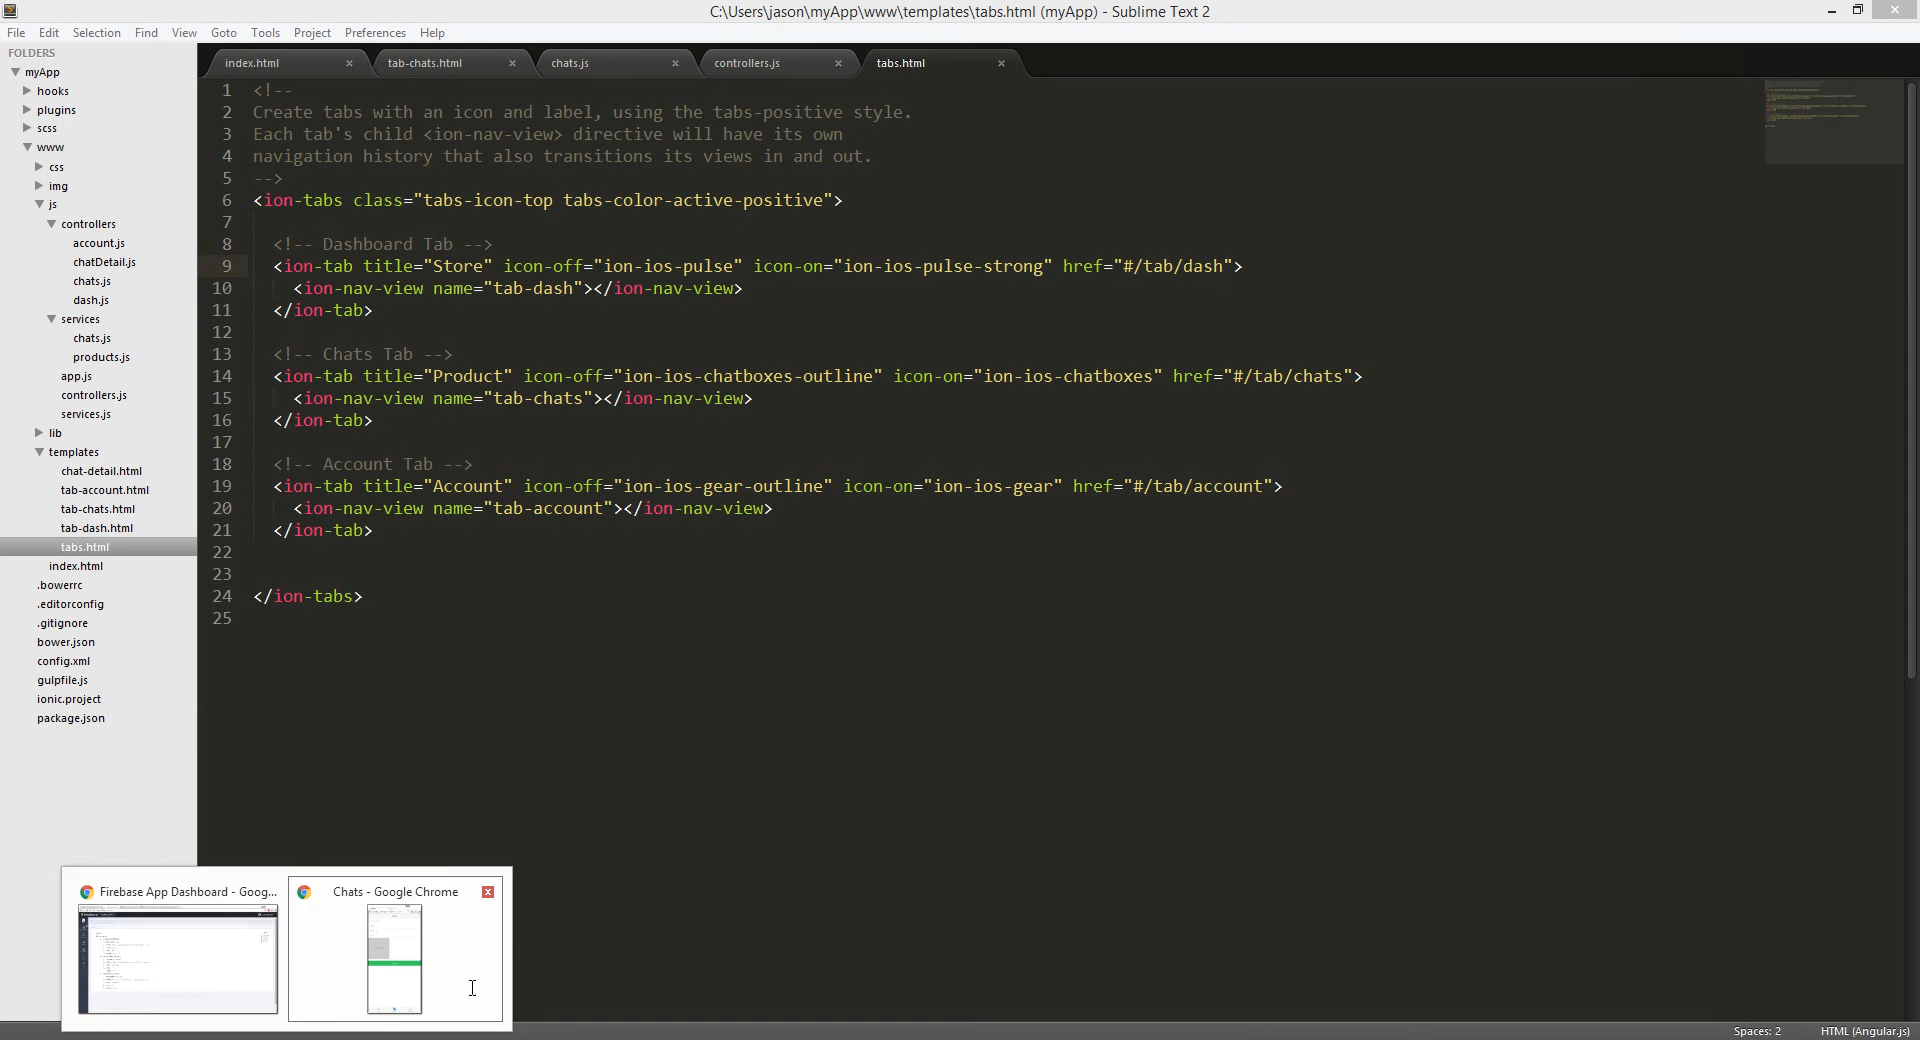 C:\Users\jason\myApp\www\templates\tabs.html (myApp) - Sublime Text 2
File Edit Selection Find View Goto Tools Project Preferences Help
FOLDERS
myApp
hooks
plugins
scss
www
css
img
js
controllers
account.js
chatDetail.js
chats.js
dash.js
services
chats.js
products.js
app.js
controllers.js
services.js
lib
templates
chat-detail.html
tab-account.html
tab-chats.html
tab-dash.html
tabs.html
index.html
.bowerrc
.editorconfig
.gitignore
bower.json
config.xml
gulpfile.js
ionic.project
package.json
index.html × tab-chats.html × chats.js × controllers.js × tabs.html ×
1 <!--
2 Create tabs with an icon and label, using the tabs-positive style.
3 Each tab's child <ion-nav-view> directive will have its own
4 navigation history that also transitions its views in and out.
5 -->
6 <ion-tabs class="tabs-icon-top tabs-color-active-positive">
7
8 <!-- Dashboard Tab -->
9 <ion-tab title="Store" icon-off="ion-ios-pulse" icon-on="ion-ios-pulse-strong" href="#/tab/dash">
10 <ion-nav-view name="tab-dash"></ion-nav-view>
11 </ion-tab>
12
13 <!-- Chats Tab -->
14 <ion-tab title="Product" icon-off="ion-ios-chatboxes-outline" icon-on="ion-ios-chatboxes" href="#/tab/chats">
15 <ion-nav-view name="tab-chats"></ion-nav-view>
16 </ion-tab>
17
18 <!-- Account Tab -->
19 <ion-tab title="Account" icon-off="ion-ios-gear-outline" icon-on="ion-ios-gear" href="#/tab/account">
20 <ion-nav-view name="tab-account"></ion-nav-view>
21 </ion-tab>
22
23
24 </ion-tabs>
25
Firebase App Dashboard - Goog...
Chats - Google Chrome
Spaces: 2 HTML (Angular.js)